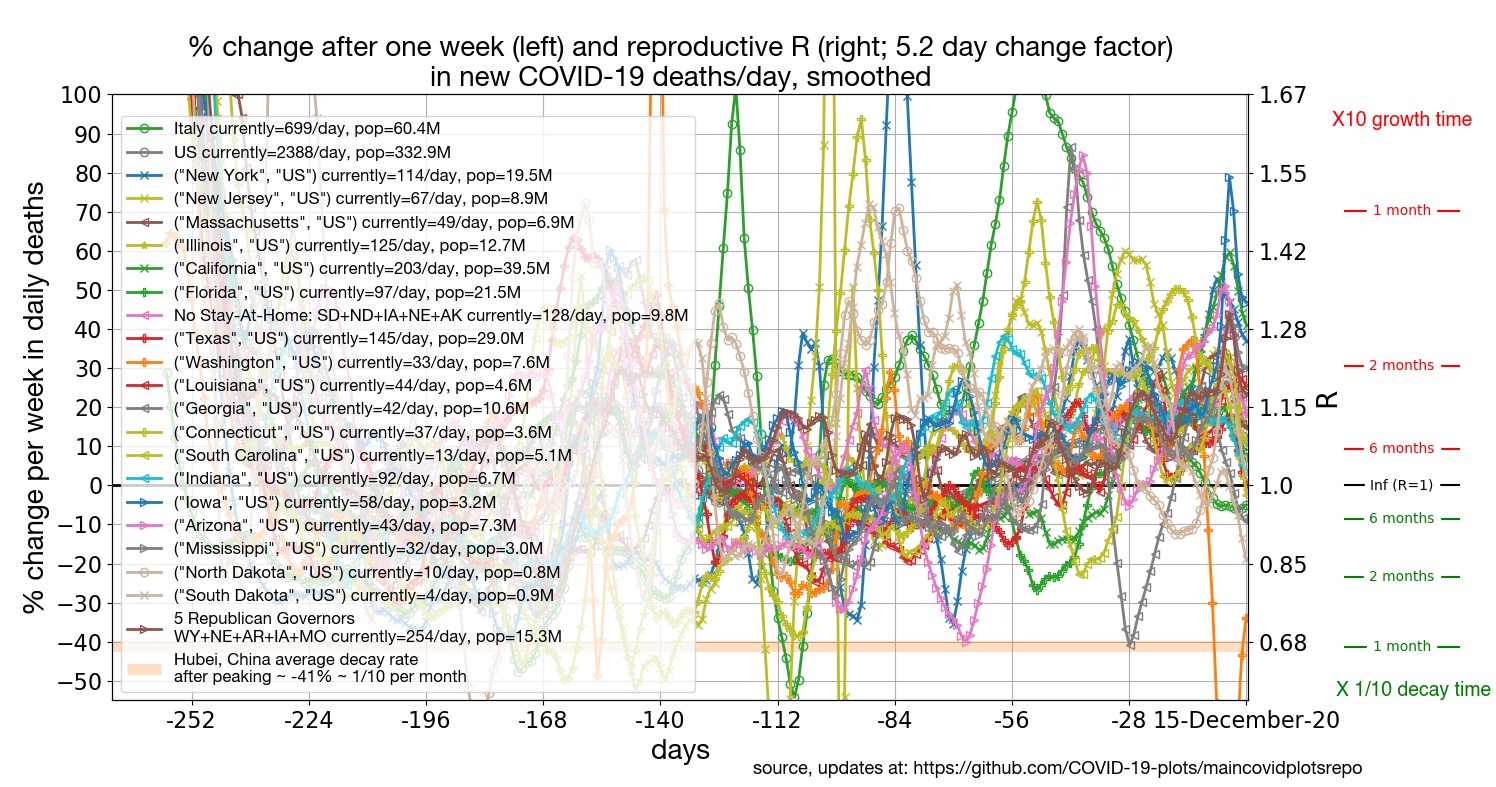 % change after one week (left) and reproductive R (right; 5.2 day change factor)
in new COVID-19 deaths/day, smoothed
% change per week in daily deaths
100
90
80
70
60
50
40
30
20
10
0
−10
−20
−30
−40
−50
Italy currently=699/day, pop=60.4M
US currently=2388/day, pop=332.9M
("New York", "US") currently=114/day, pop=19.5M
("New Jersey", "US") currently=67/day, pop=8.9M
("Massachusetts", "US") currently=49/day, pop=6.9M
("Illinois", "US") currently=125/day, pop=12.7M
("California", "US") currently=203/day, pop=39.5M
("Florida", "US") currently=97/day, pop=21.5M
No Stay-At-Home: SD+ND+IA+NE+AK currently=128/day, pop=9.8M
("Texas", "US") currently=145/day, pop=29.0M
("Washington", "US") currently=33/day, pop=7.6M
("Louisiana", "US") currently=44/day, pop=4.6M
("Georgia", "US") currently=42/day, pop=10.6M
("Connecticut", "US") currently=37/day, pop=3.6M
("South Carolina", "US") currently=13/day, pop=5.1M
("Indiana", "US") currently=92/day, pop=6.7M
("Iowa", "US") currently=58/day, pop=3.2M
("Arizona", "US") currently=43/day, pop=7.3M
("Mississippi", "US") currently=32/day, pop=3.0M
("North Dakota", "US") currently=10/day, pop=0.8M
("South Dakota", "US") currently=4/day, pop=0.9M
5 Republican Governors
WY+NE+AR+IA+MO currently=254/day, pop=15.3M
Hubei, China average decay rate
after peaking ~ -41% ~ 1/10 per month
1.67
1.55
1.42
1.28
1.15
1.0
0.85
0.68
R
X10 growth time
1 month
2 months
6 months
Inf (R=1)
6 months
2 months
1 month
X 1/10 decay time
-252 -224 -196 -168 -140 -112 -84 -56 -28 15-December-20
days
source, updates at: https://github.com/COVID-19-plots/maincovidplotsrepo